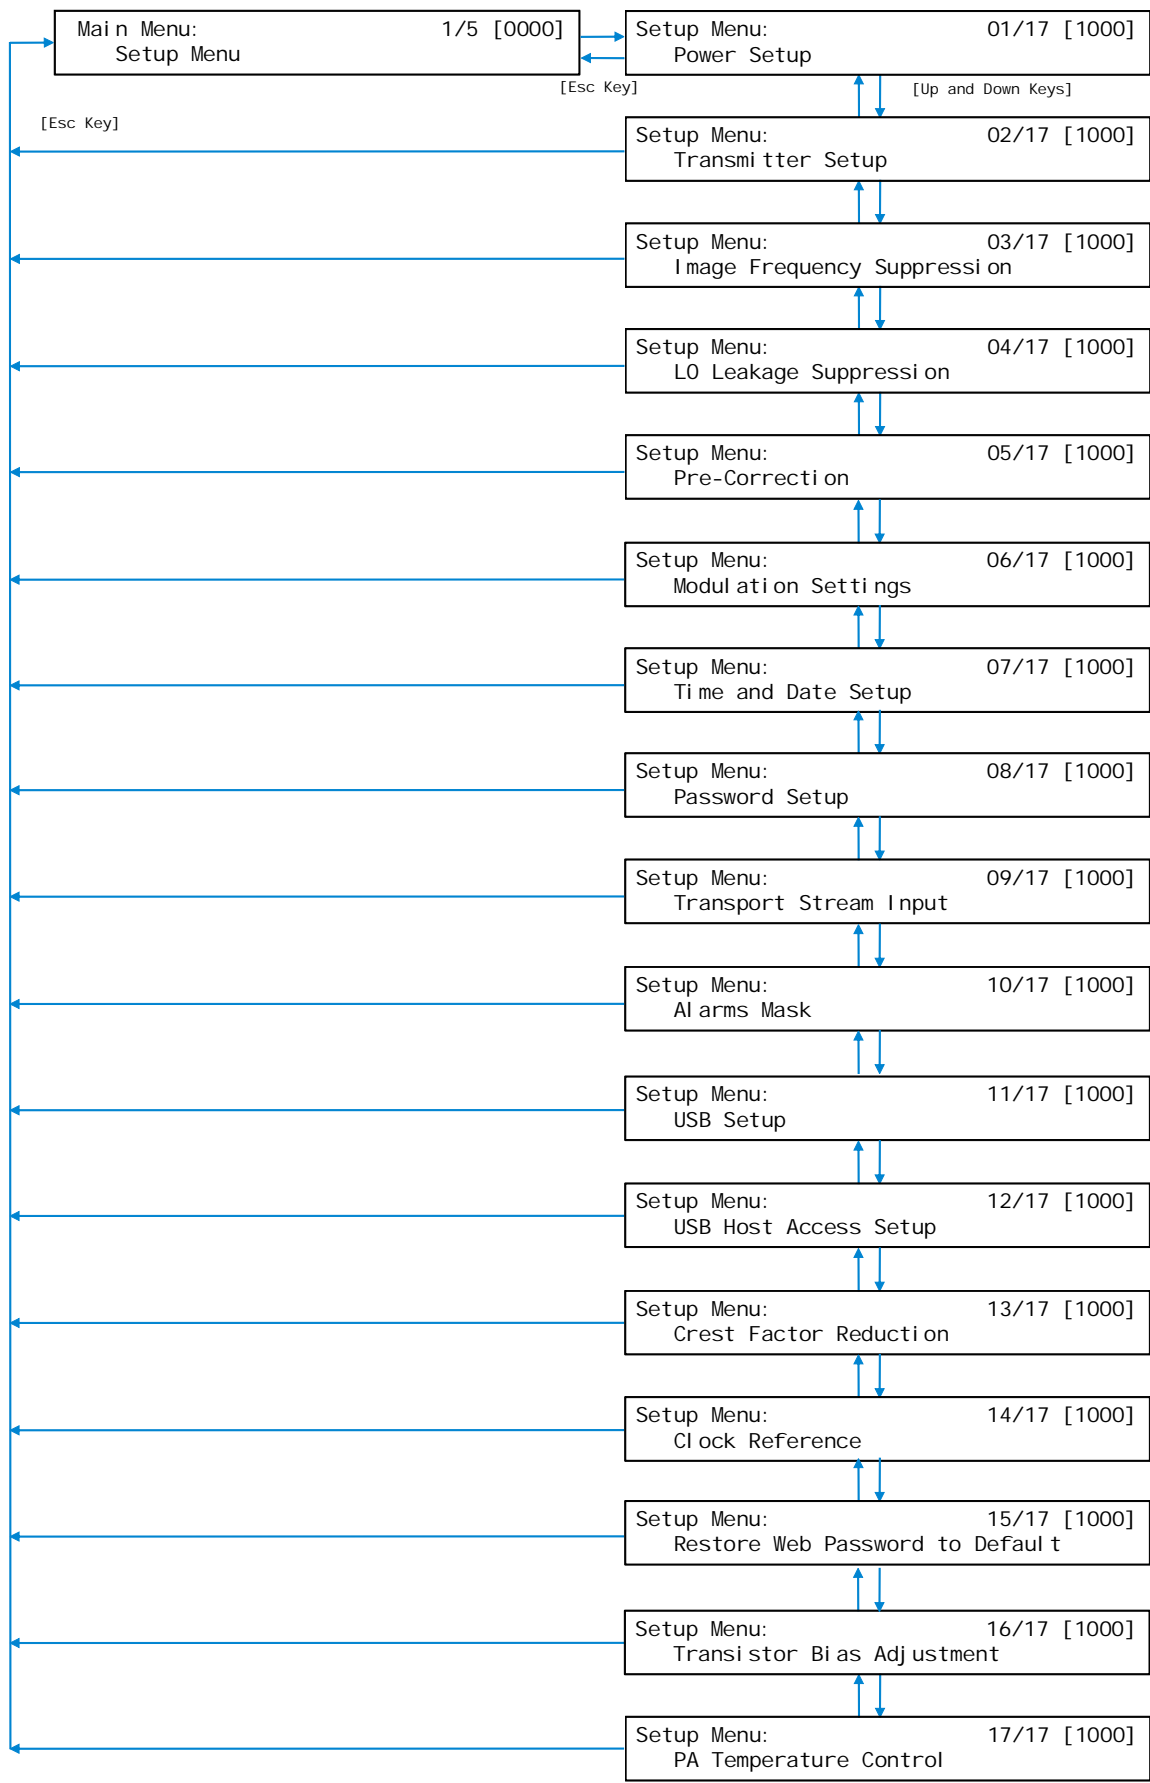 Main Menu: 1/5 [0000]
Setup Menu
Setup Menu: 01/17 [1000]
Power Setup
[Esc Key]
[Up and Down Keys]
[Esc Key]
Setup Menu: 02/17 [1000]
Transmitter Setup
Setup Menu: 03/17 [1000]
Image Frequency Suppression
Setup Menu: 04/17 [1000]
LO Leakage Suppression
Setup Menu: 05/17 [1000]
Pre-Correction
Setup Menu: 06/17 [1000]
Modulation Settings
Setup Menu: 07/17 [1000]
Time and Date Setup
Setup Menu: 08/17 [1000]
Password Setup
Setup Menu: 09/17 [1000]
Transport Stream Input
Setup Menu: 10/17 [1000]
Alarms Mask
Setup Menu: 11/17 [1000]
USB Setup
Setup Menu: 12/17 [1000]
USB Host Access Setup
Setup Menu: 13/17 [1000]
Crest Factor Reduction
Setup Menu: 14/17 [1000]
Clock Reference
Setup Menu: 15/17 [1000]
Restore Web Password to Default
Setup Menu: 16/17 [1000]
Transistor Bias Adjustment
Setup Menu: 17/17 [1000]
PA Temperature Control